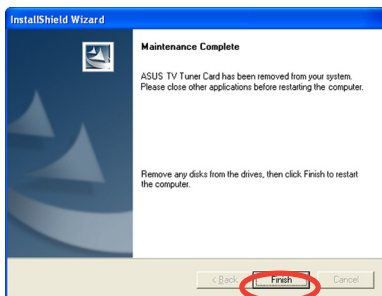 InstallShield Wizard
Maintenance Complete
ASUS TV Tuner Card has been removed from your system.
Please close other applications before restarting the computer.
Remove any disks from the drives, then click Finish to restart
the computer.
< Back
Finish
Cancel